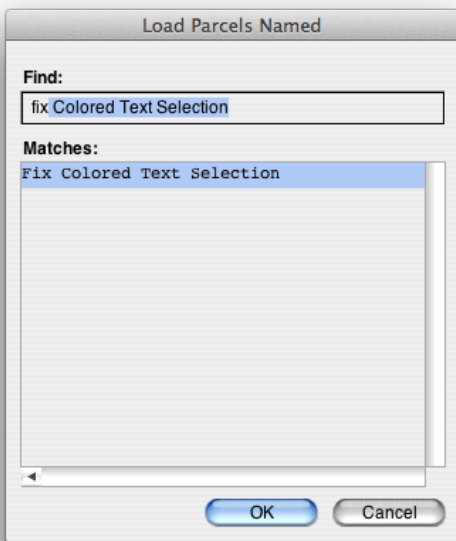 Load Parcels Named
Find:
fix Colored Text Selection
Matches:
Fix Colored Text Selection
OK Cancel